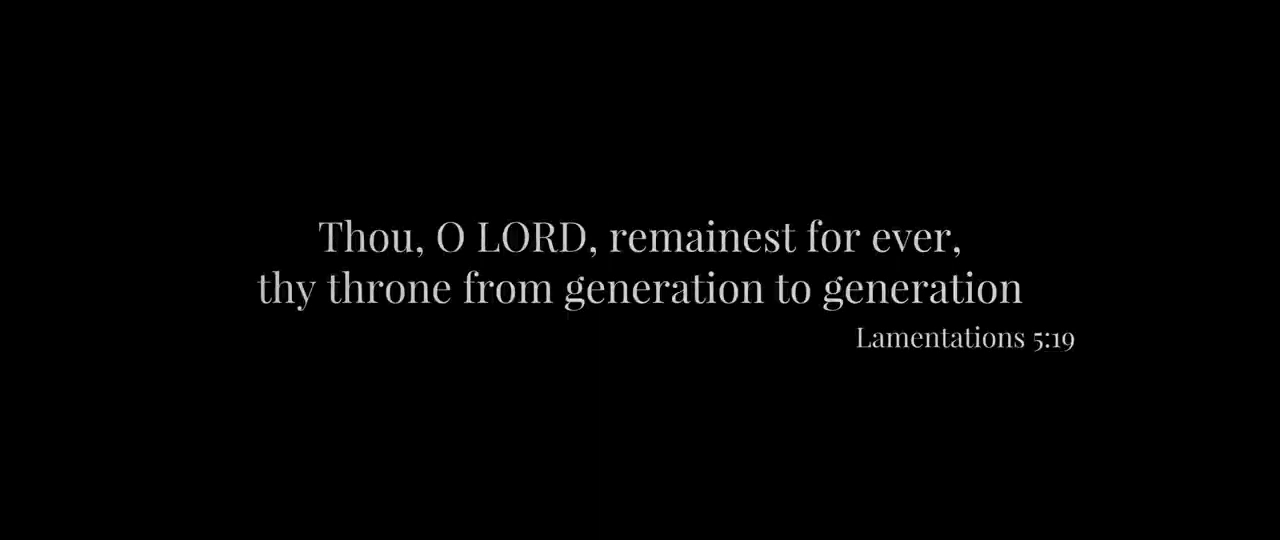 Thou, O LORD, remainest for ever,
thy throne from generation to generation
Lamentations 5:19